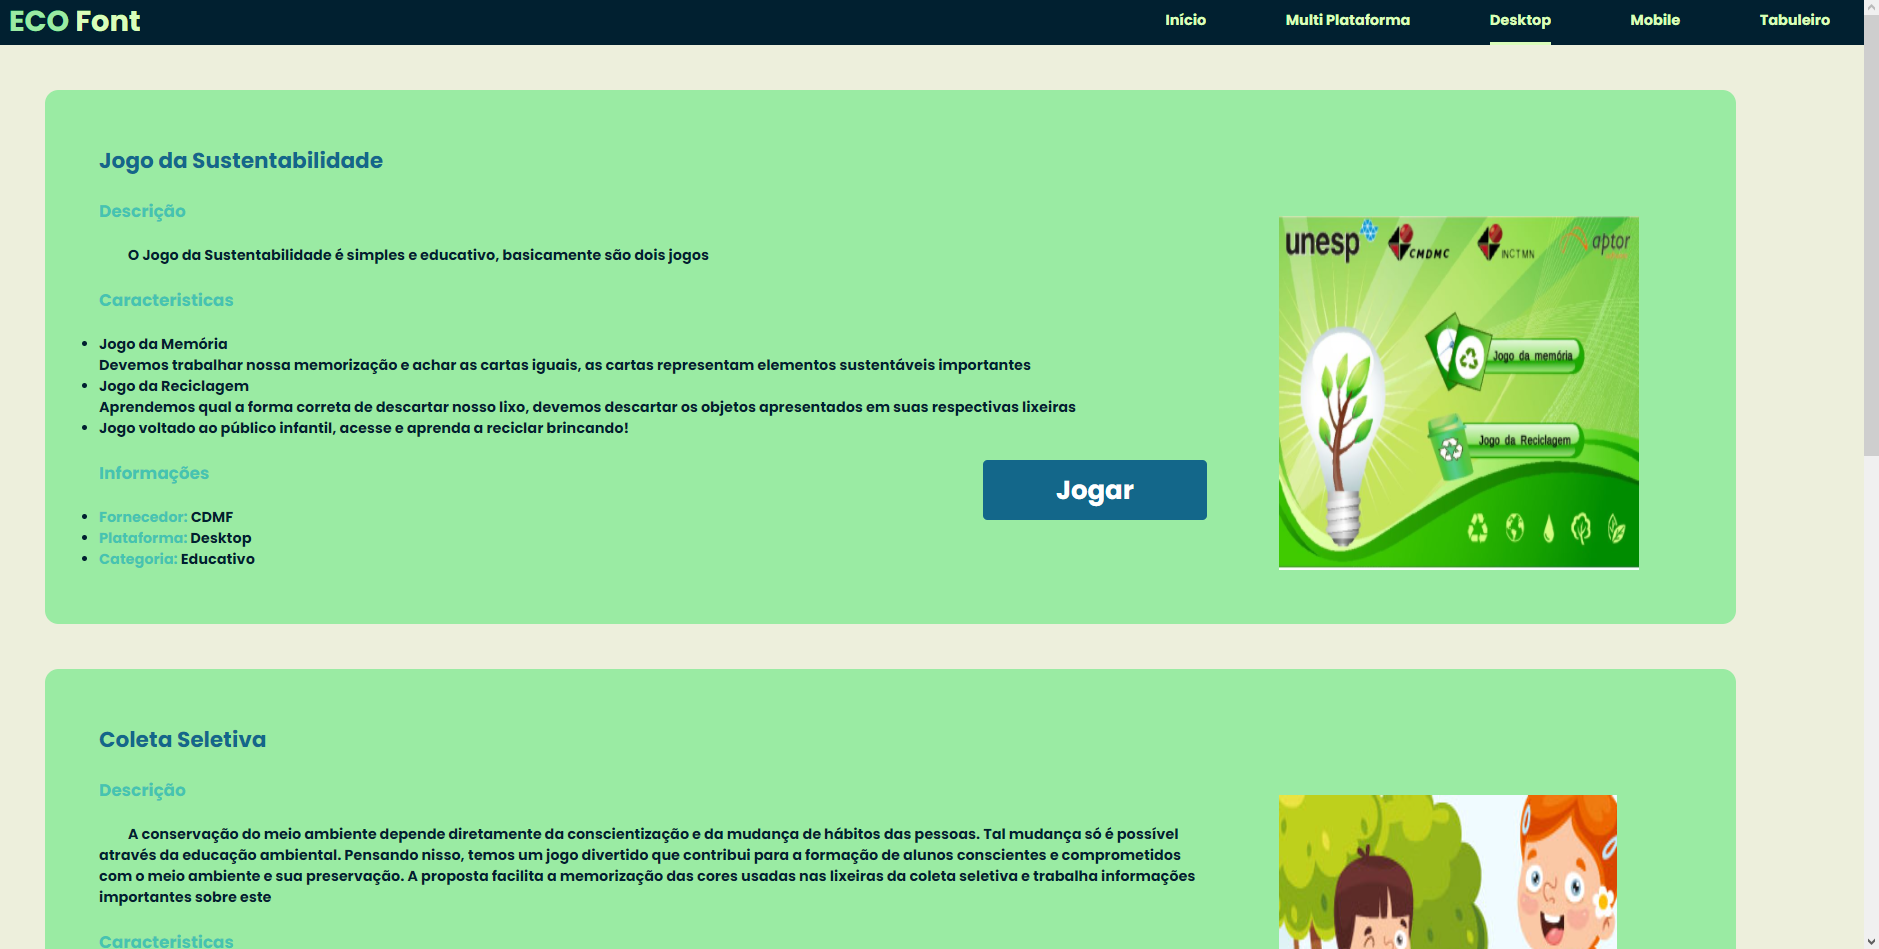 ECO Font
Início
Multi Plataforma
Desktop
Mobile
Tabuleiro
Jogo da Sustentabilidade
Descrição
O Jogo da Sustentabilidade é simples e educativo, basicamente são dois jogos
Caracteristicas
Jogo da Memória
Devemos trabalhar nossa memorização e achar as cartas iguais, as cartas representam elementos sustentáveis importantes
Jogo da Reciclagem
Aprendemos qual a forma correta de descartar nosso lixo, devemos descartar os objetos apresentados em suas respectivas lixeiras
Jogo voltado ao público infantil, acesse e aprenda a reciclar brincando!
Informações
Fornecedor: CDMF
Plataforma: Desktop
Categoria: Educativo
Jogar
unesp
CMDMC
INCTMN
aptor
Jogo da memória
Jogo da Reciclagem
Coleta Seletiva
Descrição
A conservação do meio ambiente depende diretamente da conscientização e da mudança de hábitos das pessoas. Tal mudança só é possível
através da educação ambiental. Pensando nisso, temos um jogo divertido que contribui para a formação de alunos conscientes e comprometidos
com o meio ambiente e sua preservação. A proposta facilita a memorização das cores usadas nas lixeiras da coleta seletiva e trabalha informações
importantes sobre este
Caracteristicas